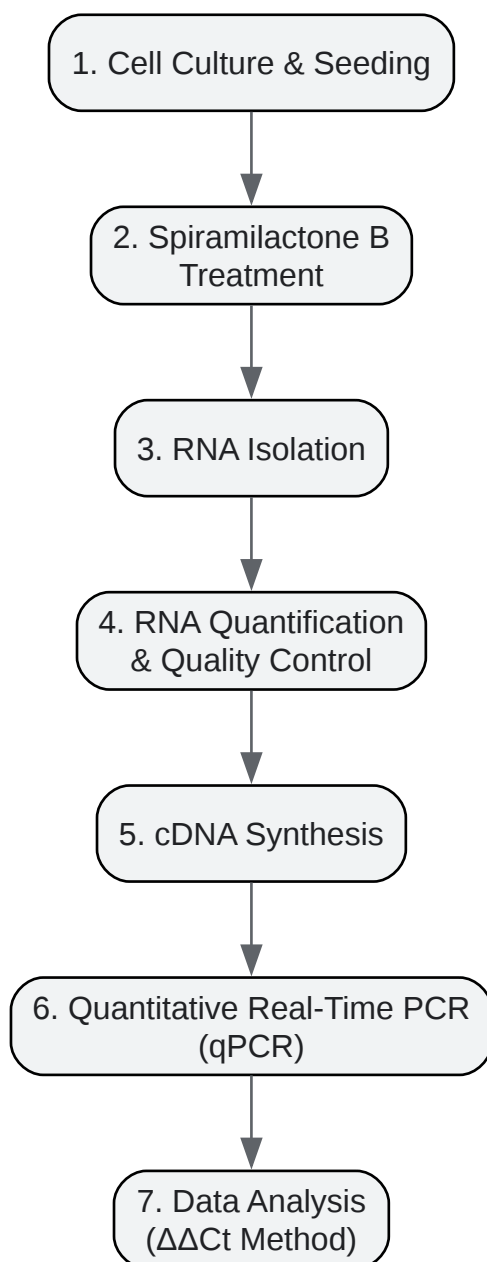 1. Cell Culture & Seeding
2. Spiramilactone B
Treatment
3. RNA Isolation
4. RNA Quantification
& Quality Control
5. cDNA Synthesis
6. Quantitative Real-Time PCR
(qPCR)
7. Data Analysis
(ΔΔCt Method)